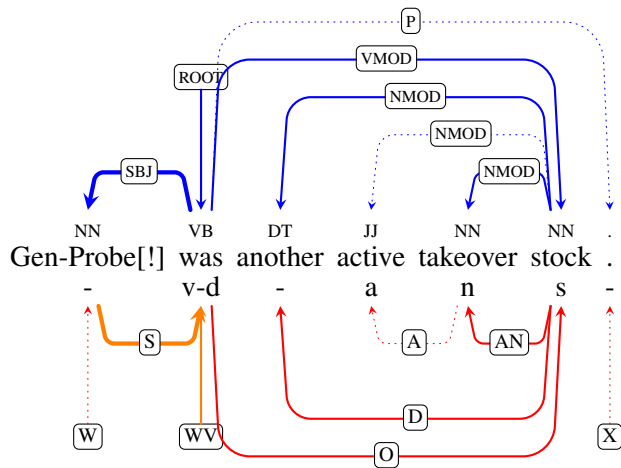 P
VMOD
ROOT
NMOD
NMOD
SBJ NMOD
NN VB DT JJ NN NN .
Gen-Probe[!] was another active takeover stock .
- v-d - a n s -
S A AN
D
W WV X
O